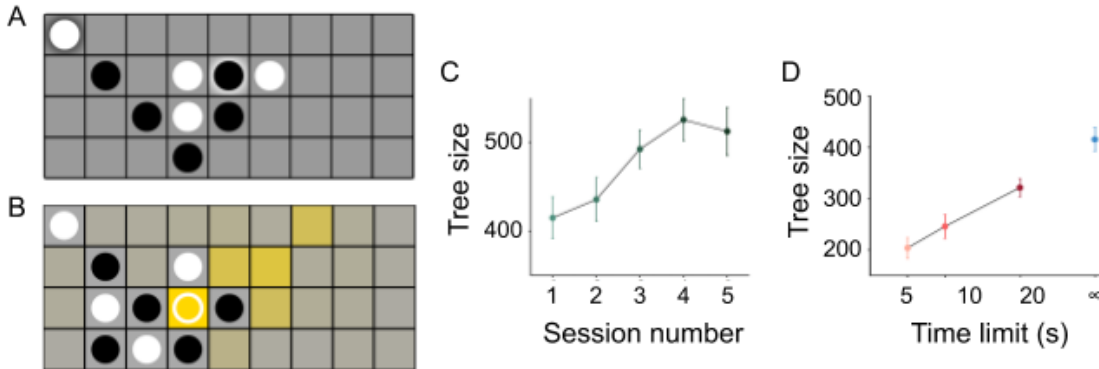 A
B
C
Tree size
500
400
1 2 3 4 5
Session number
D
Tree size
500
400
300
200
5 10 20 ∞
Time limit (s)